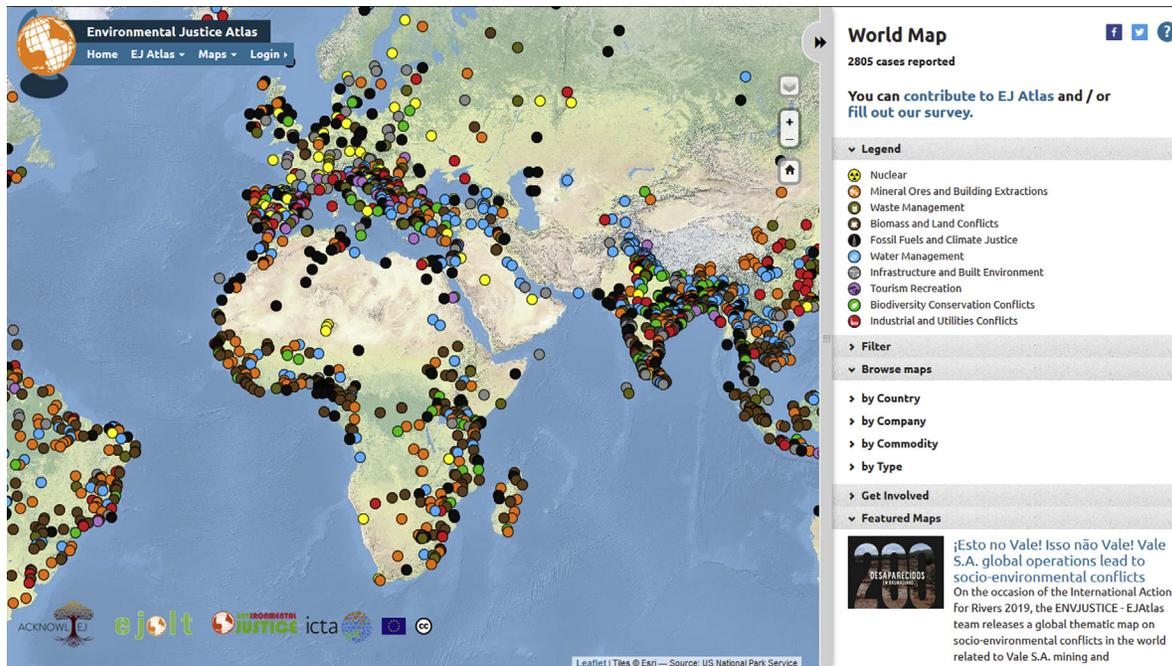 Environmental Justice Atlas
Home EJ Atlas Maps Login
World Map
2805 cases reported
You can contribute to EJ Atlas and / or
fill out our survey.
Legend
Nuclear
Mineral Ores and Building Extractions
Waste Management
Biomass and Land Conflicts
Fossil Fuels and Climate Justice
Water Management
Infrastructure and Built Environment
Tourism Recreation
Biodiversity Conservation Conflicts
Industrial and Utilities Conflicts
Filter
Browse maps
by Country
by Company
by Commodity
by Type
Get Involved
Featured Maps
200
DESAPARECIDOS
EM BRUMADINHO
¡Esto no Vale! Isso não Vale! Vale
S.A. global operations lead to
socio-environmental conflicts
On the occasion of the International Action
for Rivers 2019, the ENVJUSTICE - EJAtlas
team releases a global thematic map on
socio-environmental conflicts in the world
related to Vale S.A. mining and
ACKNOWL EJ
ejolt
ENVIRONMENTAL
JUSTICE
icta
cc
Leaflet | Tiles © Esri — Source: US National Park Service